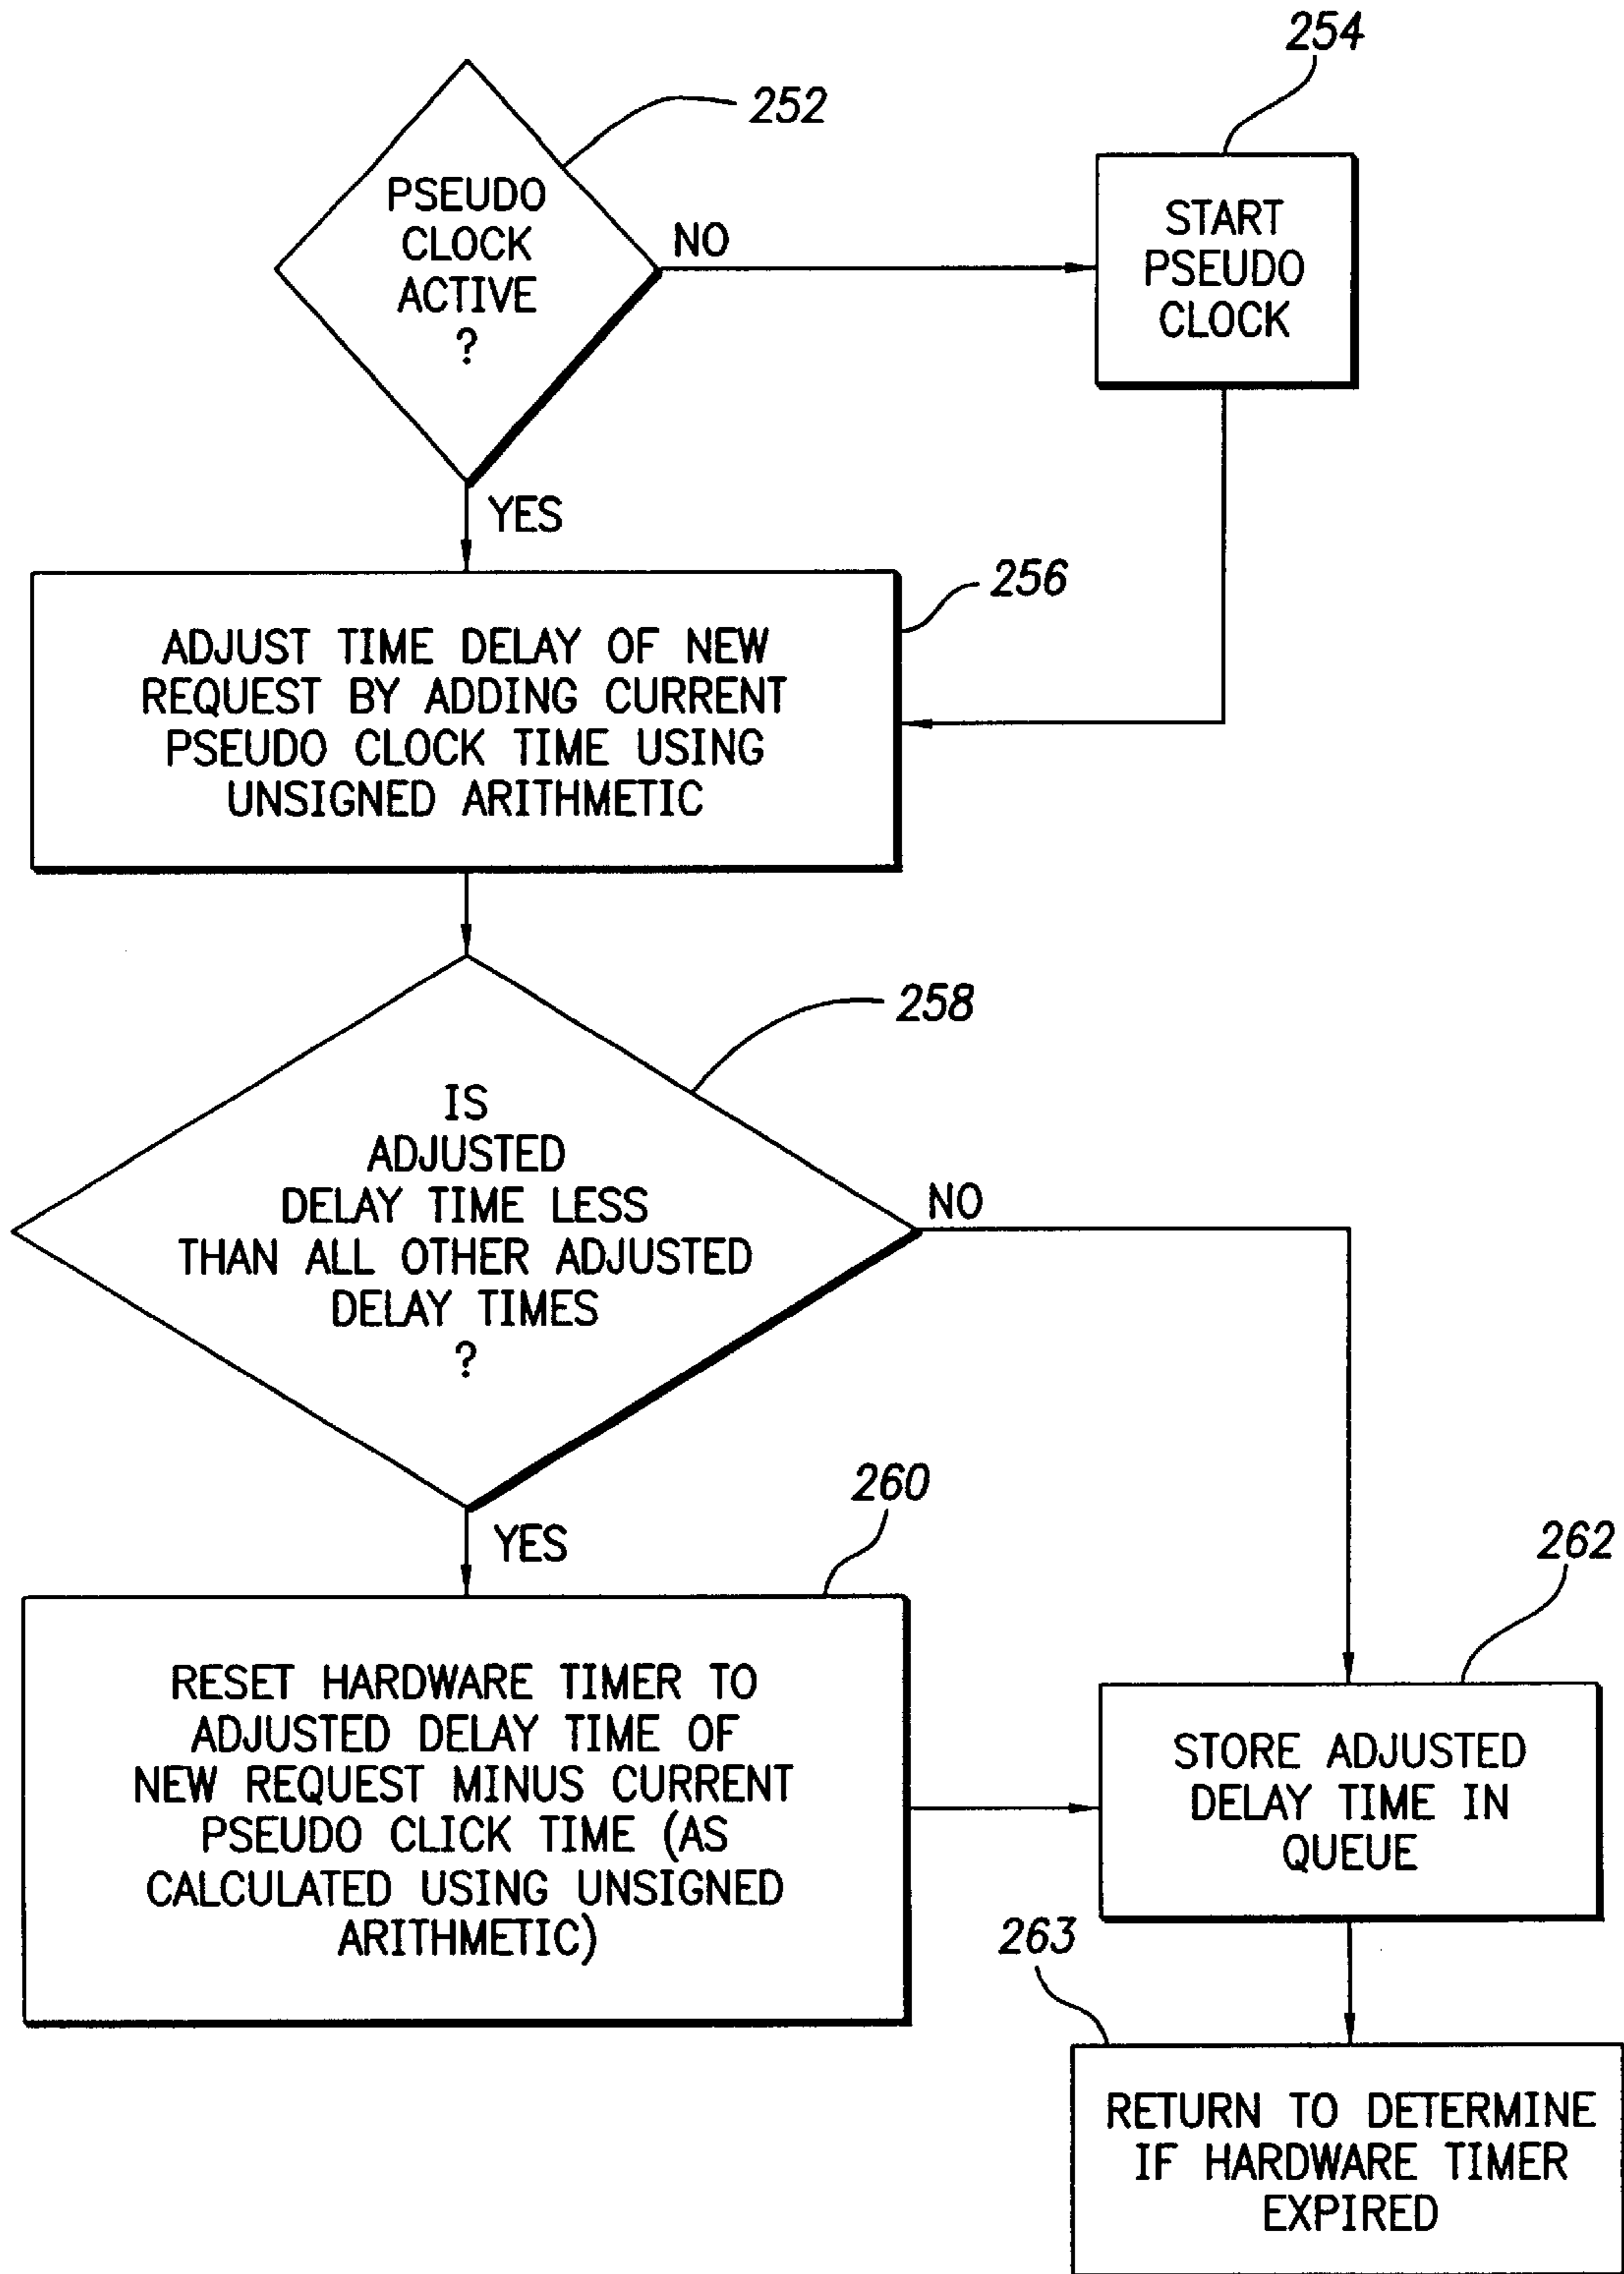 254
252
PSEUDO
CLOCK
ACTIVE
?
NO
START
PSEUDO
CLOCK
YES
256
ADJUST TIME DELAY OF NEW
REQUEST BY ADDING CURRENT
PSEUDO CLOCK TIME USING
UNSIGNED ARITHMETIC
258
IS
ADJUSTED
DELAY TIME LESS
THAN ALL OTHER ADJUSTED
DELAY TIMES
?
NO
YES
260
262
RESET HARDWARE TIMER TO
ADJUSTED DELAY TIME OF
NEW REQUEST MINUS CURRENT
PSEUDO CLICK TIME (AS
CALCULATED USING UNSIGNED
ARITHMETIC)
STORE ADJUSTED
DELAY TIME IN
QUEUE
263
RETURN TO DETERMINE
IF HARDWARE TIMER
EXPIRED